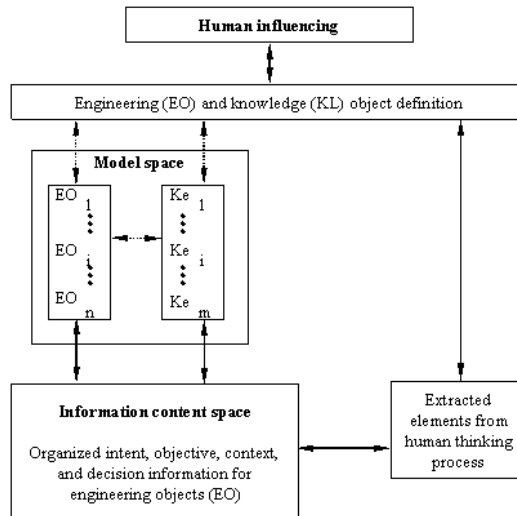 Human influencing
Engineering (EO) and knowledge (KL) object definition
Model space
EO 1
Ke 1
EO i
Ke i
EO n
Ke m
Information content space
Organized intent, objective, context,
and decision information for
engineering objects (EO)
Extracted
elements from
human thinking
process